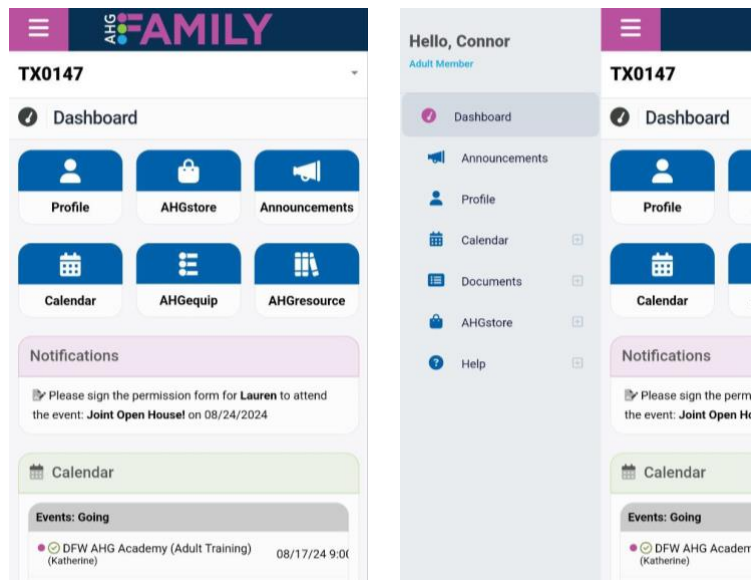 AHG FAMILY
TX0147
Dashboard
Profile AHGstore Announcements
Calendar AHGequip AHGresource
Notifications
Please sign the permission form for Lauren to attend
the event: Joint Open House! on 08/24/2024
Calendar
Events: Going
DFW AHG Academy (Adult Training) 08/17/24 9:00
(Katherine)
Hello, Connor
Adult Member
Dashboard
Announcements
Profile
Calendar
Documents
AHGstore
Help
TX0147
Dashboard
Profile
Calendar
Notifications
Please sign the perm
the event: Joint Open Ho
Calendar
Events: Going
DFW AHG Academ
(Katherine)